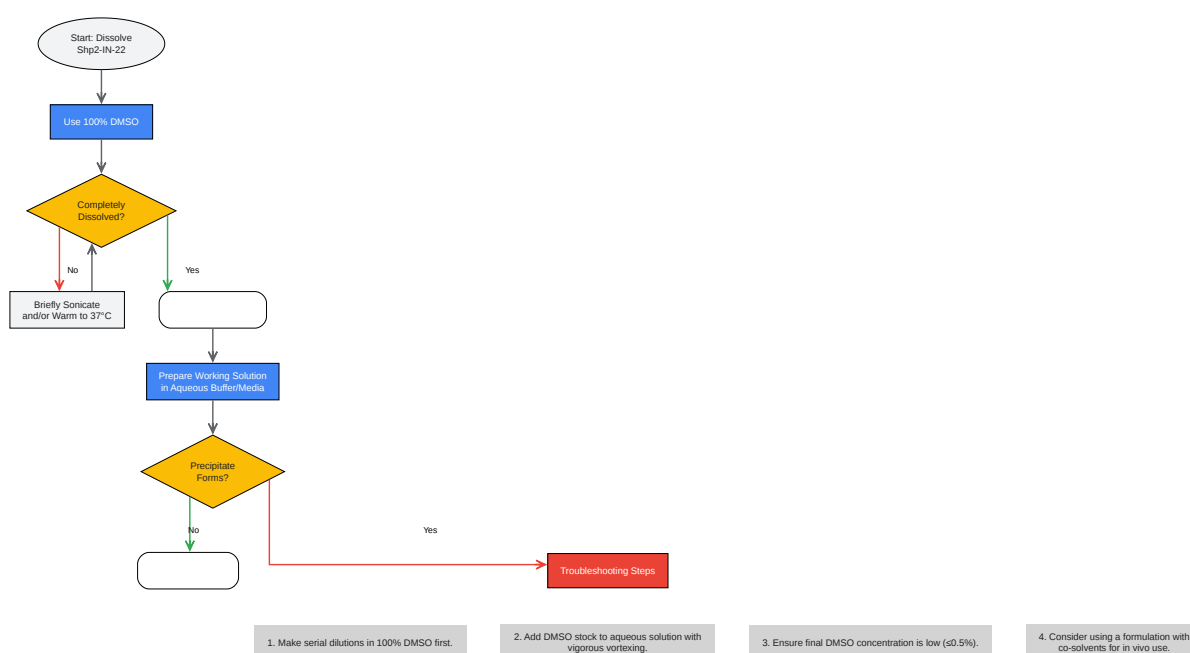 Start: Dissolve
Shp2-IN-22
Use 100% DMSO
Completely
Dissolved?
No
Yes
Briefly Sonicate
and/or Warm to 37°C
Prepare Working Solution
in Aqueous Buffer/Media
Precipitate
Forms?
No
Yes
Troubleshooting Steps
1. Make serial dilutions in 100% DMSO first.
2. Add DMSO stock to aqueous solution with
vigorous vortexing.
3. Ensure final DMSO concentration is low (≤0.5%).
4. Consider using a formulation with
co-solvents for in vivo use.